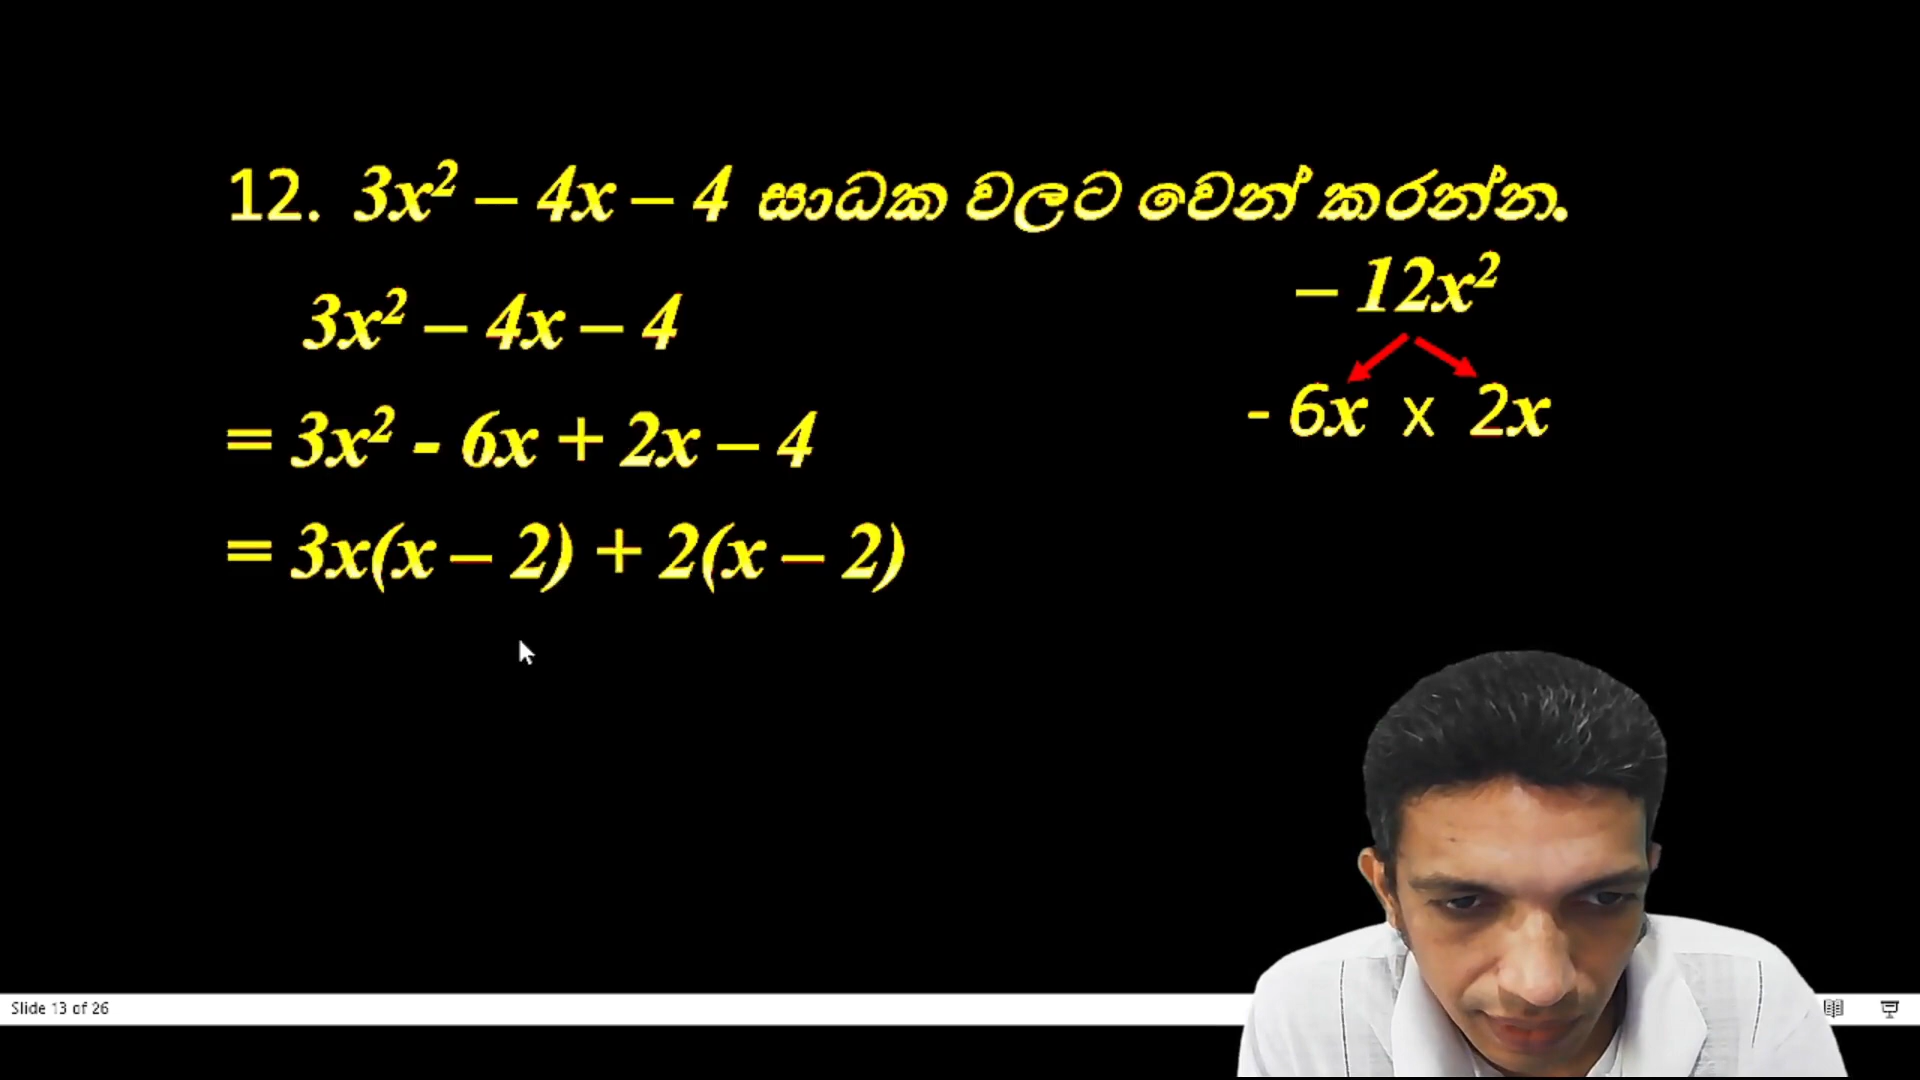 12. 3x² – 4x – 4 සාධක වලට වෙන් කරන්න.
3x² – 4x – 4
= 3x² - 6x + 2x – 4
= 3x(x – 2) + 2(x – 2)
– 12x²
- 6x x 2x
Slide 13 of 26